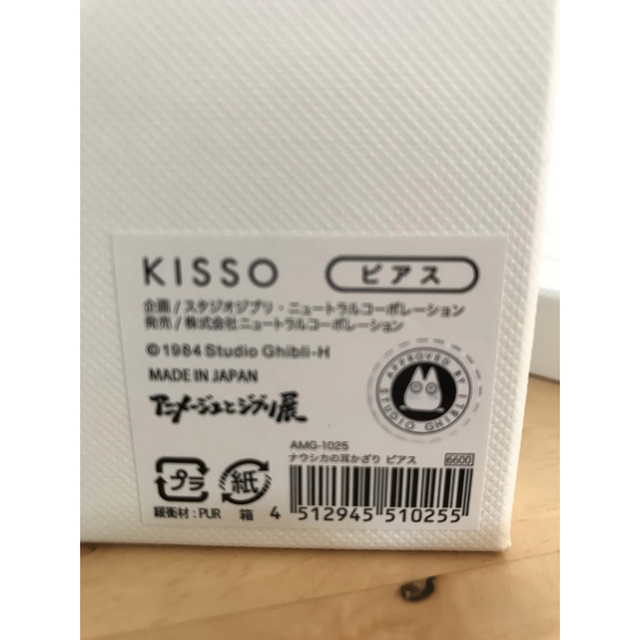 KISSO ピアス
企画/スタジオジブリ・ニュートラルコーポレーション
発売/株式会社ニュートラルコーポレーション
©1984 Studio Ghibli-H
MADE IN JAPAN
アニメージュとジブリ展
APPROVED BY STUDIO GHIBLI
AMG-1025
ナウシカの耳かざり ピアス 6600
プラ 紙
緩衝材:PUR 箱 4 512945 510255